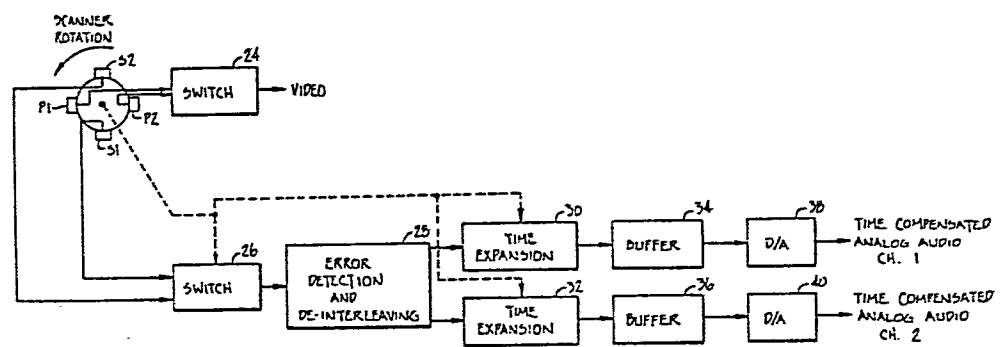 SCANNER
ROTATION
S2
24
SWITCH
VIDEO
P1
P2
S1
26
SWITCH
28
ERROR
DETECTION
AND
DE-INTERLEAVING
30
TIME
EXPANSION
34
BUFFER
38
D/A
TIME COMPENSATED
ANALOG AUDIO
CH. 1
32
TIME
EXPANSION
36
BUFFER
40
D/A
TIME COMPENSATED
ANALOG AUDIO
CH. 2